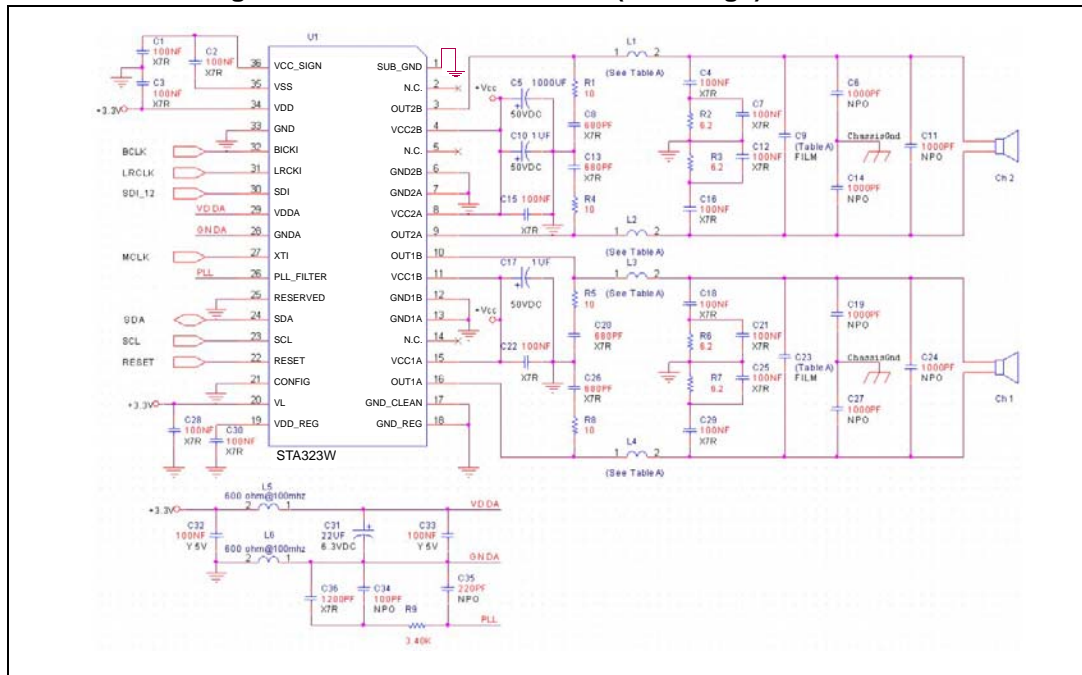 U1
C1
100NF
X7R
C2
100NF
X7R
C3
100NF
X7R
+3.3V
36 VCC_SIGN
35 VSS
34 VDD
33 GND
BCLK 32 BICKI
LRCLK 31 LRCKI
SDI_12 30 SDI
VDDA 29 VDDA
GNDA 28 GNDA
MCLK 27 XTI
PLL 26 PLL_FILTER
25 RESERVED
SDA 24 SDA
SCL 23 SCL
RESET 22 RESET
21 CONFIG
+3.3V 20 VL
19 VDD_REG
C28
100NF
X7R
C30
100NF
X7R
SUB_GND 1
N.C. 2
OUT2B 3
VCC2B 4
N.C. 5
GND2B 6
GND2A 7
VCC2A 8
OUT2A 9
OUT1B 10
VCC1B 11
GND1B 12
GND1A 13
N.C. 14
VCC1A 15
OUT1A 16
GND_CLEAN 17
GND_REG 18
STA323W
+Vcc
C5 1000UF
50VDC
C10 1UF
50VDC
C15 100NF
X7R
R1
10
C8
680PF
X7R
C13
680PF
X7R
R4
10
L1
1 2
(See Table A)
C4
100NF
X7R
R2
6.2
C7
100NF
X7R
R3
6.2
C12
100NF
X7R
C16
100NF
X7R
C9
(Table A)
FILM
C6
1000PF
NPO
ChassisGnd
C14
1000PF
NPO
C11
1000PF
NPO
Ch 2
L2
1 2
(See Table A)
L3
1 2
(See Table A)
C17 1UF
50VDC
+Vcc
C22 100NF
X7R
R5
10
C20
680PF
X7R
C26
680PF
X7R
R8
10
C18
100NF
X7R
R6
6.2
C21
100NF
X7R
R7
6.2
C25
100NF
X7R
C29
100NF
X7R
C23
(Table A)
FILM
C19
1000PF
NPO
ChassisGnd
C27
1000PF
NPO
C24
1000PF
NPO
Ch 1
L4
1 2
(See Table A)
L5
600 ohm@100mhz
+3.3V 2 1 VDDA
C32
100NF
Y5V
C31
22UF
6.3VDC
C33
100NF
Y5V
L6
600 ohm@100mhz
2 1 GNDA
C36
1200PF
X7R
C34
100PF
NPO
C35
220PF
NPO
R9
3.40K
PLL